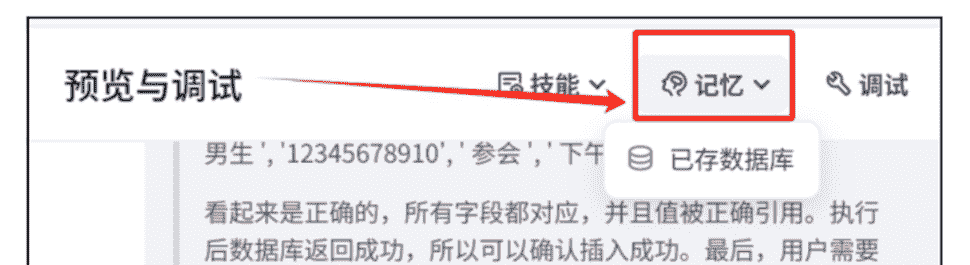 预览与调试 技能 记忆 调试
男生','12345678910','参会','下午
已存数据库
看起来是正确的，所有字段都对应，并且值被正确引用。执行
后数据库返回成功，所以可以确认插入成功。最后，用户需要